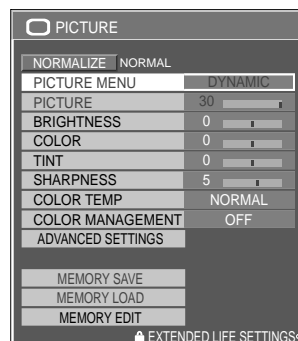 PICTURE
NORMALIZE NORMAL
PICTURE MENU DYNAMIC
PICTURE 30
BRIGHTNESS 0
COLOR 0
TINT 0
SHARPNESS 5
COLOR TEMP NORMAL
COLOR MANAGEMENT OFF
ADVANCED SETTINGS
MEMORY SAVE
MEMORY LOAD
MEMORY EDIT
EXTENDED LIFE SETTINGS